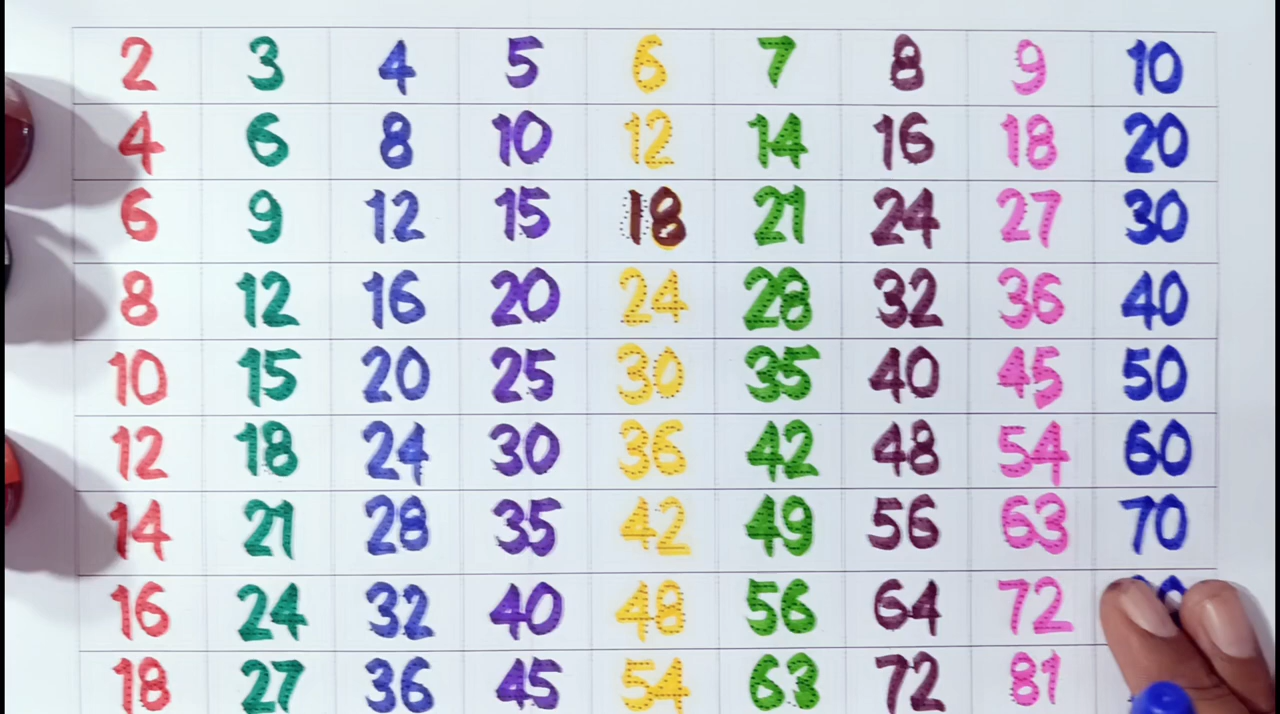 2 3 4 5 6 7 8 9 10
4 6 8 10 12 14 16 18 20
6 9 12 15 18 21 24 27 30
8 12 16 20 24 28 32 36 40
10 15 20 25 30 35 40 45 50
12 18 24 30 36 42 48 54 60
14 21 28 35 42 49 56 63 70
16 24 32 40 48 56 64 72
18 27 36 45 54 63 72 81